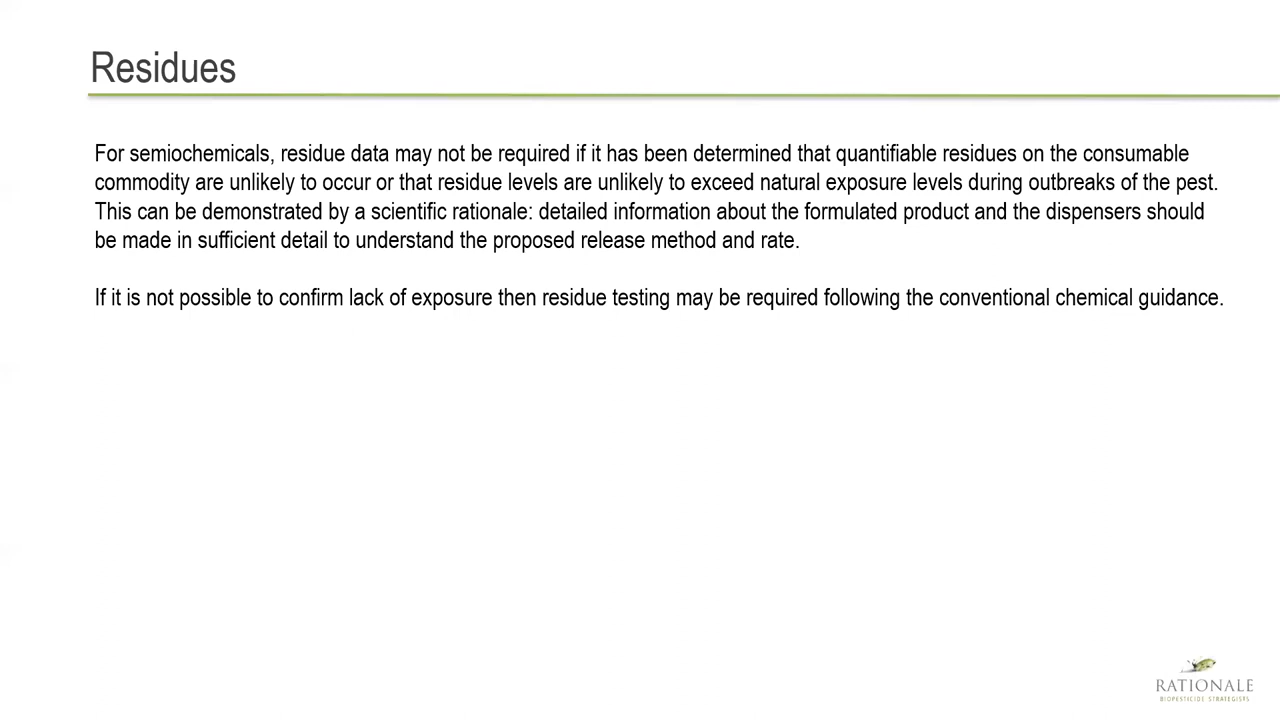 Residues
For semiochemicals, residue data may not be required if it has been determined that quantifiable residues on the consumable
commodity are unlikely to occur or that residue levels are unlikely to exceed natural exposure levels during outbreaks of the pest.
This can be demonstrated by a scientific rationale: detailed information about the formulated product and the dispensers should
be made in sufficient detail to understand the proposed release method and rate.
If it is not possible to confirm lack of exposure then residue testing may be required following the conventional chemical guidance.
RATIONALE
BIOPESTICIDE STRATEGISTS